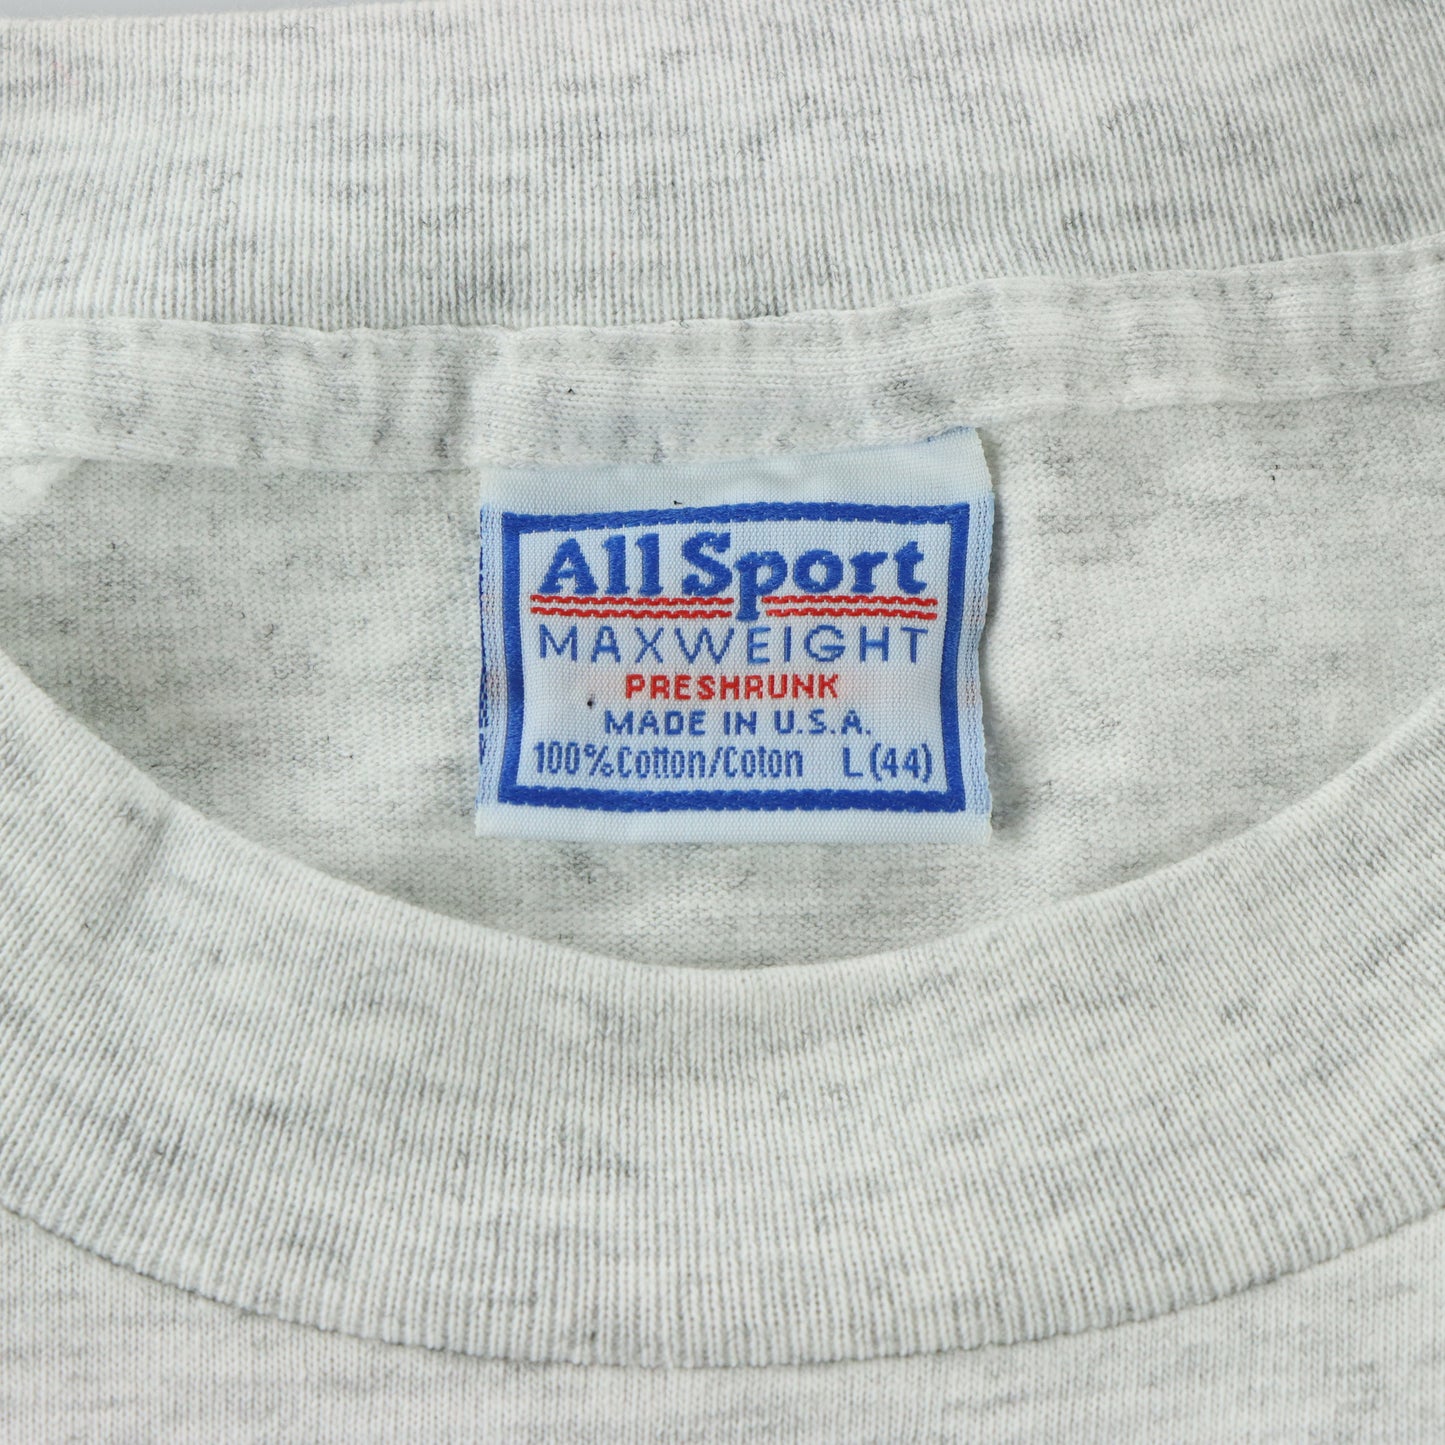 All Sport
MAXWEIGHT
PRESHRUNK
MADE IN U.S.A.
100% Cotton/Coton L (44)